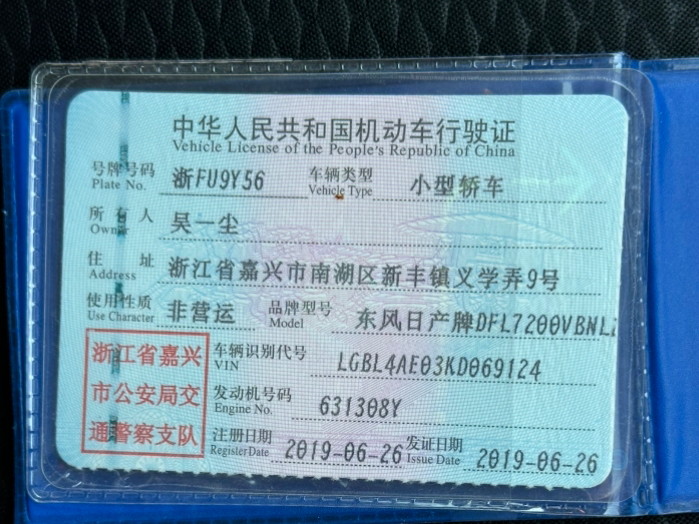 中华人民共和国机动车行驶证
Vehicle License of the People's Republic of China
号牌号码 浙FU9Y56 车辆类型 小型轿车
Plate No. Vehicle Type
所有人 吴一尘
Owner
住址 浙江省嘉兴市南湖区新丰镇义学弄9号
Address
使用性质 非营运 品牌型号 东风日产牌DFL7200VBNL
Use Character Model
浙江省嘉兴
市公安局交
通警察支队
车辆识别代号 LGBL4AE03KD069124
VIN
发动机号码 631308Y
Engine No.
注册日期 2019-06-26 发证日期 2019-06-26
Register Date Issue Date